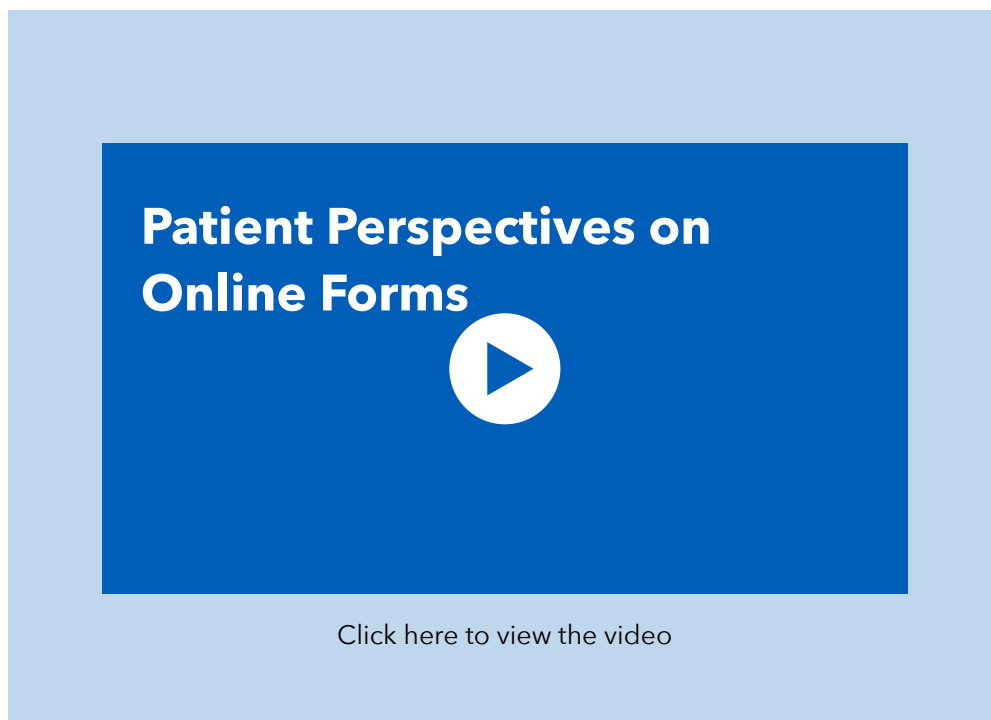 Patient Perspectives on
Online Forms
Click here to view the video